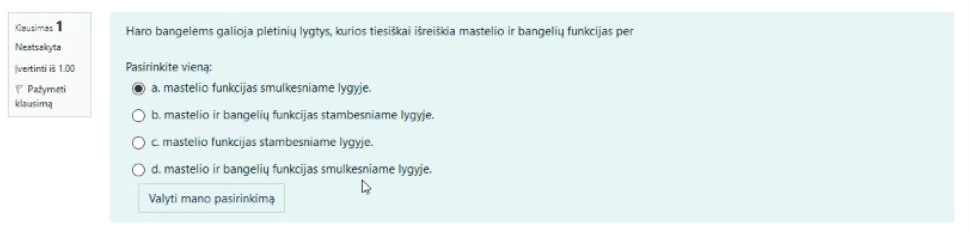 Klausimas 1
Neatsakyta
Įvertinti iš 1.00
Pažymėti
klausimą
Haro bangelėms galioja plėtinių lygtys, kurios tiesiškai išreiškia mastelio ir bangelių funkcijas per
Pasirinkite vieną:
a. mastelio funkcijas smulkesniame lygyje.
b. mastelio ir bangelių funkcijas stambesniame lygyje.
c. mastelio funkcijas stambesniame lygyje.
d. mastelio ir bangelių funkcijas smulkesniame lygyje.
Valyti mano pasirinkimą